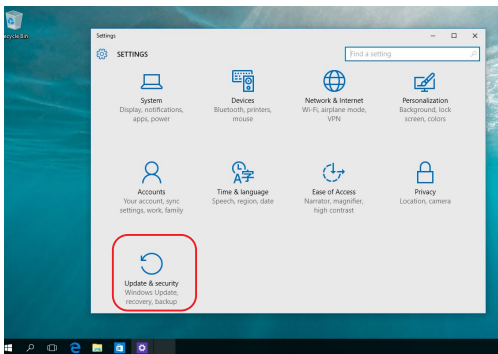 Recycle Bin
Settings
SETTINGS
Find a setting
System
Display, notifications,
apps, power
Devices
Bluetooth, printers,
mouse
Network & Internet
Wi-Fi, airplane mode,
VPN
Personalization
Background, lock
screen, colors
Accounts
Your account, sync
settings, work, family
Time & language
Speech, region, date
Ease of Access
Narrator, magnifier,
high contrast
Privacy
Location, camera
Update & security
Windows Update,
recovery, backup